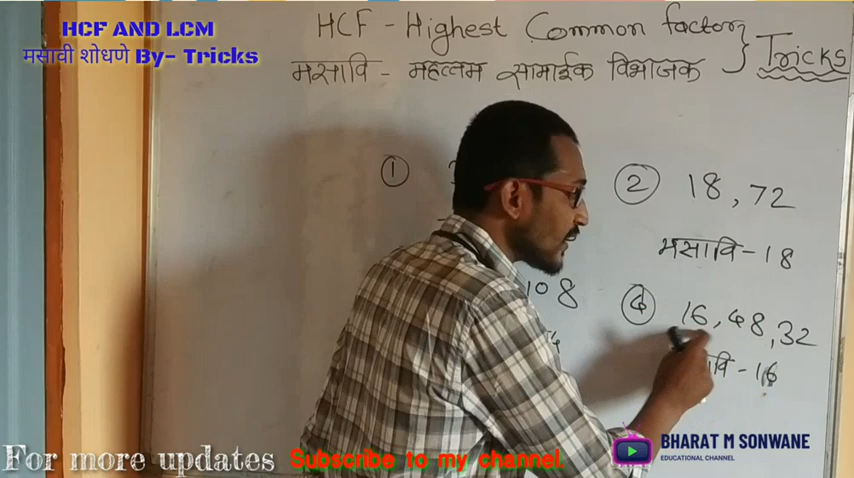 HCF AND LCM
मसावी शोधणे By- Tricks
HCF - Highest Common factor
मसावि - महत्तम सामाईक विभाजक
Tricks
①
② 18, 72
मसावि - 18
108
④ 16, 48, 32
वि - 16
For more updates
Subscribe to my channel.
BHARAT M SONWANE
EDUCATIONAL CHANNEL